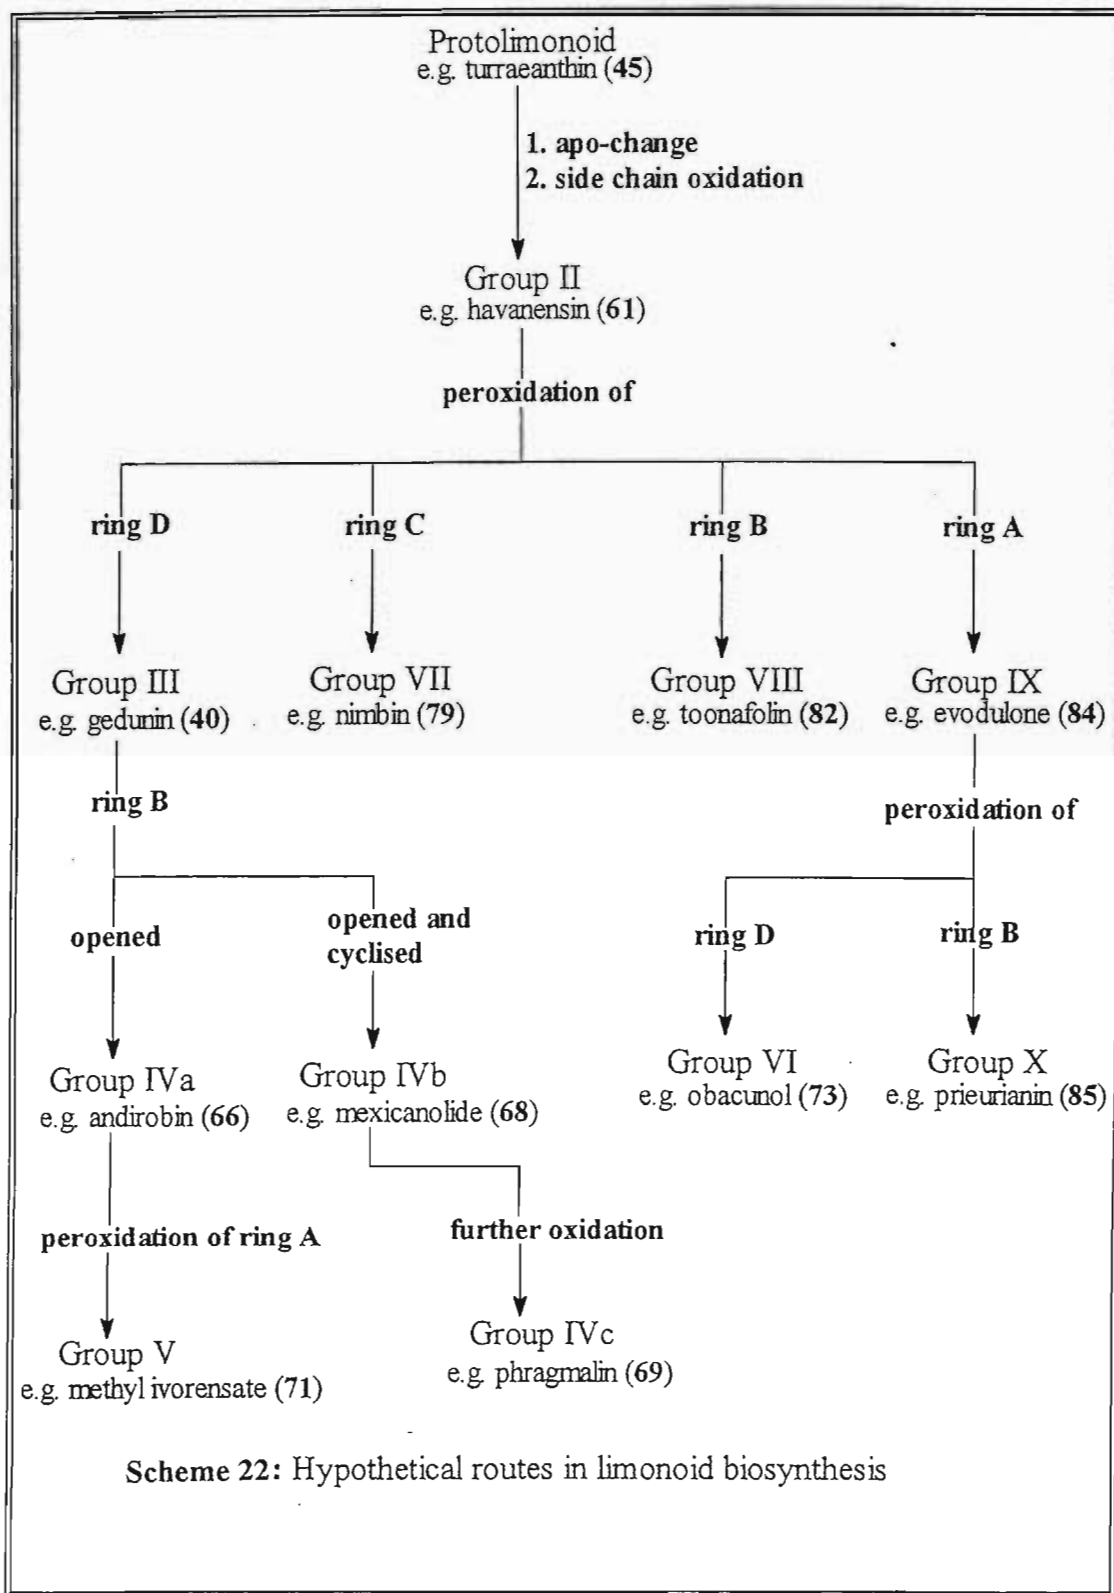 Protolimonoid
e.g. turraeanthin (45)
1. apo-change
2. side chain oxidation
Group II
e.g. havanensin (61)
peroxidation of
ring D
ring C
ring B
ring A
Group III
e.g. gedunin (40)
Group VII
e.g. nimbin (79)
Group VIII
e.g. toonafolin (82)
Group IX
e.g. evodulone (84)
ring B
peroxidation of
opened
opened and
cyclised
ring D
ring B
Group IVa
e.g. andirobin (66)
Group IVb
e.g. mexicanolide (68)
Group VI
e.g. obacunol (73)
Group X
e.g. prieurianin (85)
peroxidation of ring A
further oxidation
Group V
e.g. methyl ivorensate (71)
Group IVc
e.g. phragmalin (69)
Scheme 22: Hypothetical routes in limonoid biosynthesis